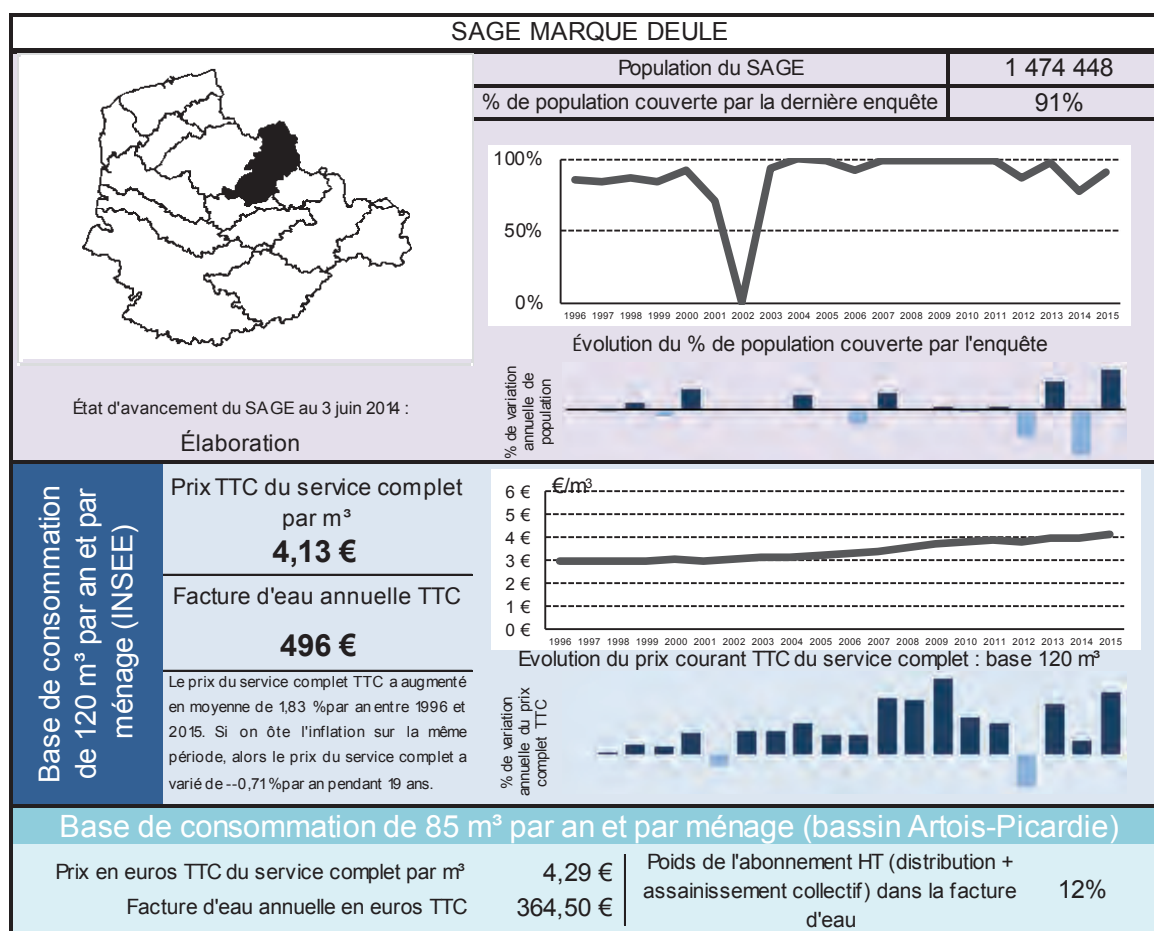 SAGE MARQUE DEULE
Population du SAGE 1 474 448
% de population couverte par la dernière enquête 91%
100%
50%
0%
1996 1997 1998 1999 2000 2001 2002 2003 2004 2005 2006 2007 2008 2009 2010 2011 2012 2013 2014 2015
Évolution du % de population couverte par l'enquête
% de variation
annuelle de
population
État d'avancement du SAGE au 3 juin 2014 :
Élaboration
Base de consommation
de 120 m³ par an et par
ménage (INSEE)
Prix TTC du service complet
par m³
4,13 €
Facture d'eau annuelle TTC
496 €
Le prix du service complet TTC a augmenté
en moyenne de 1,83 %par an entre 1996 et
2015. Si on ôte l'inflation sur la même
période, alors le prix du service complet a
varié de --0,71%par an pendant 19 ans.
€/m³
6 €
5 €
4 €
3 €
2 €
1 €
0 €
1996 1997 1998 1999 2000 2001 2002 2003 2004 2005 2006 2007 2008 2009 2010 2011 2012 2013 2014 2015
Evolution du prix courant TTC du service complet : base 120 m³
% de variation
annuelle du prix
complet TTC
Base de consommation de 85 m³ par an et par ménage (bassin Artois-Picardie)
Prix en euros TTC du service complet par m³ 4,29 €
Facture d'eau annuelle en euros TTC 364,50 €
Poids de l'abonnement HT (distribution +
assainissement collectif) dans la facture
d'eau
12%